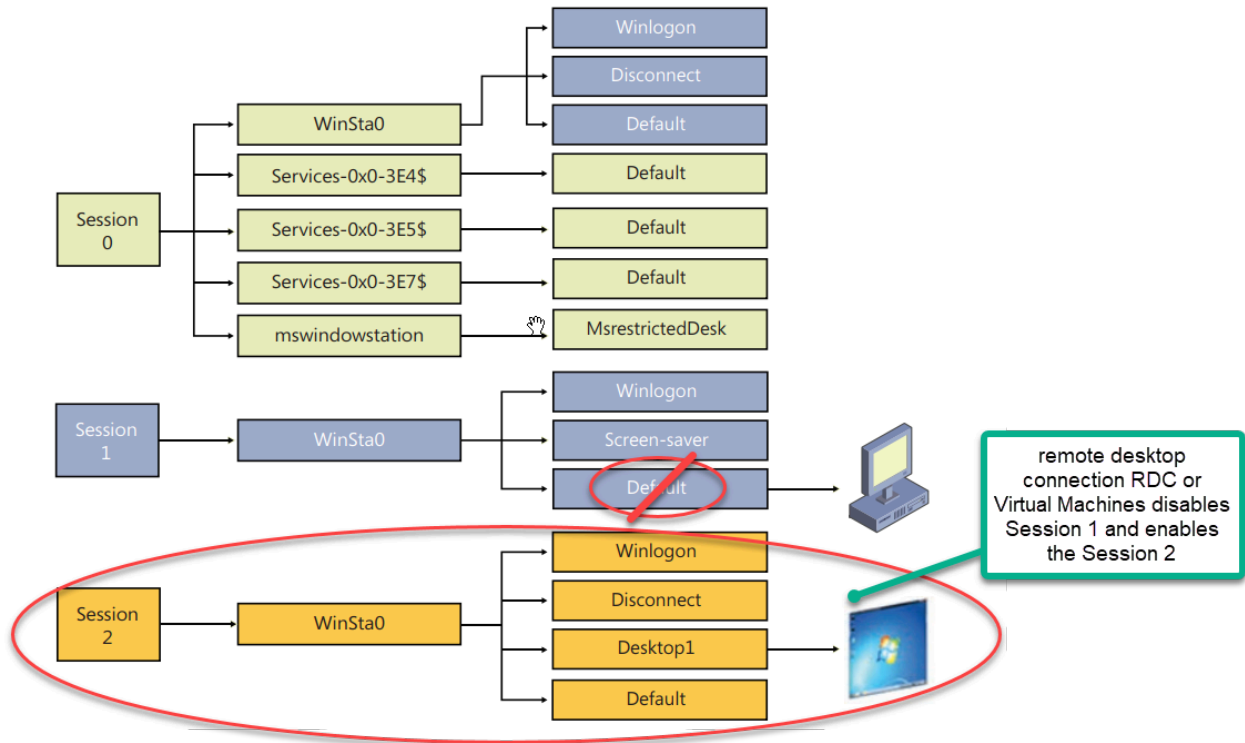 Winlogon
Disconnect
WinSta0
Default
Services-0x0-3E4$
Default
Session
0
Services-0x0-3E5$
Default
Services-0x0-3E7$
Default
mswindowstation
MsrestrictedDesk
Session
1
WinSta0
Winlogon
Screen-saver
Default
remote desktop
connection RDC or
Virtual Machines disables
Session 1 and enables
the Session 2
Session
2
WinSta0
Winlogon
Disconnect
Desktop1
Default